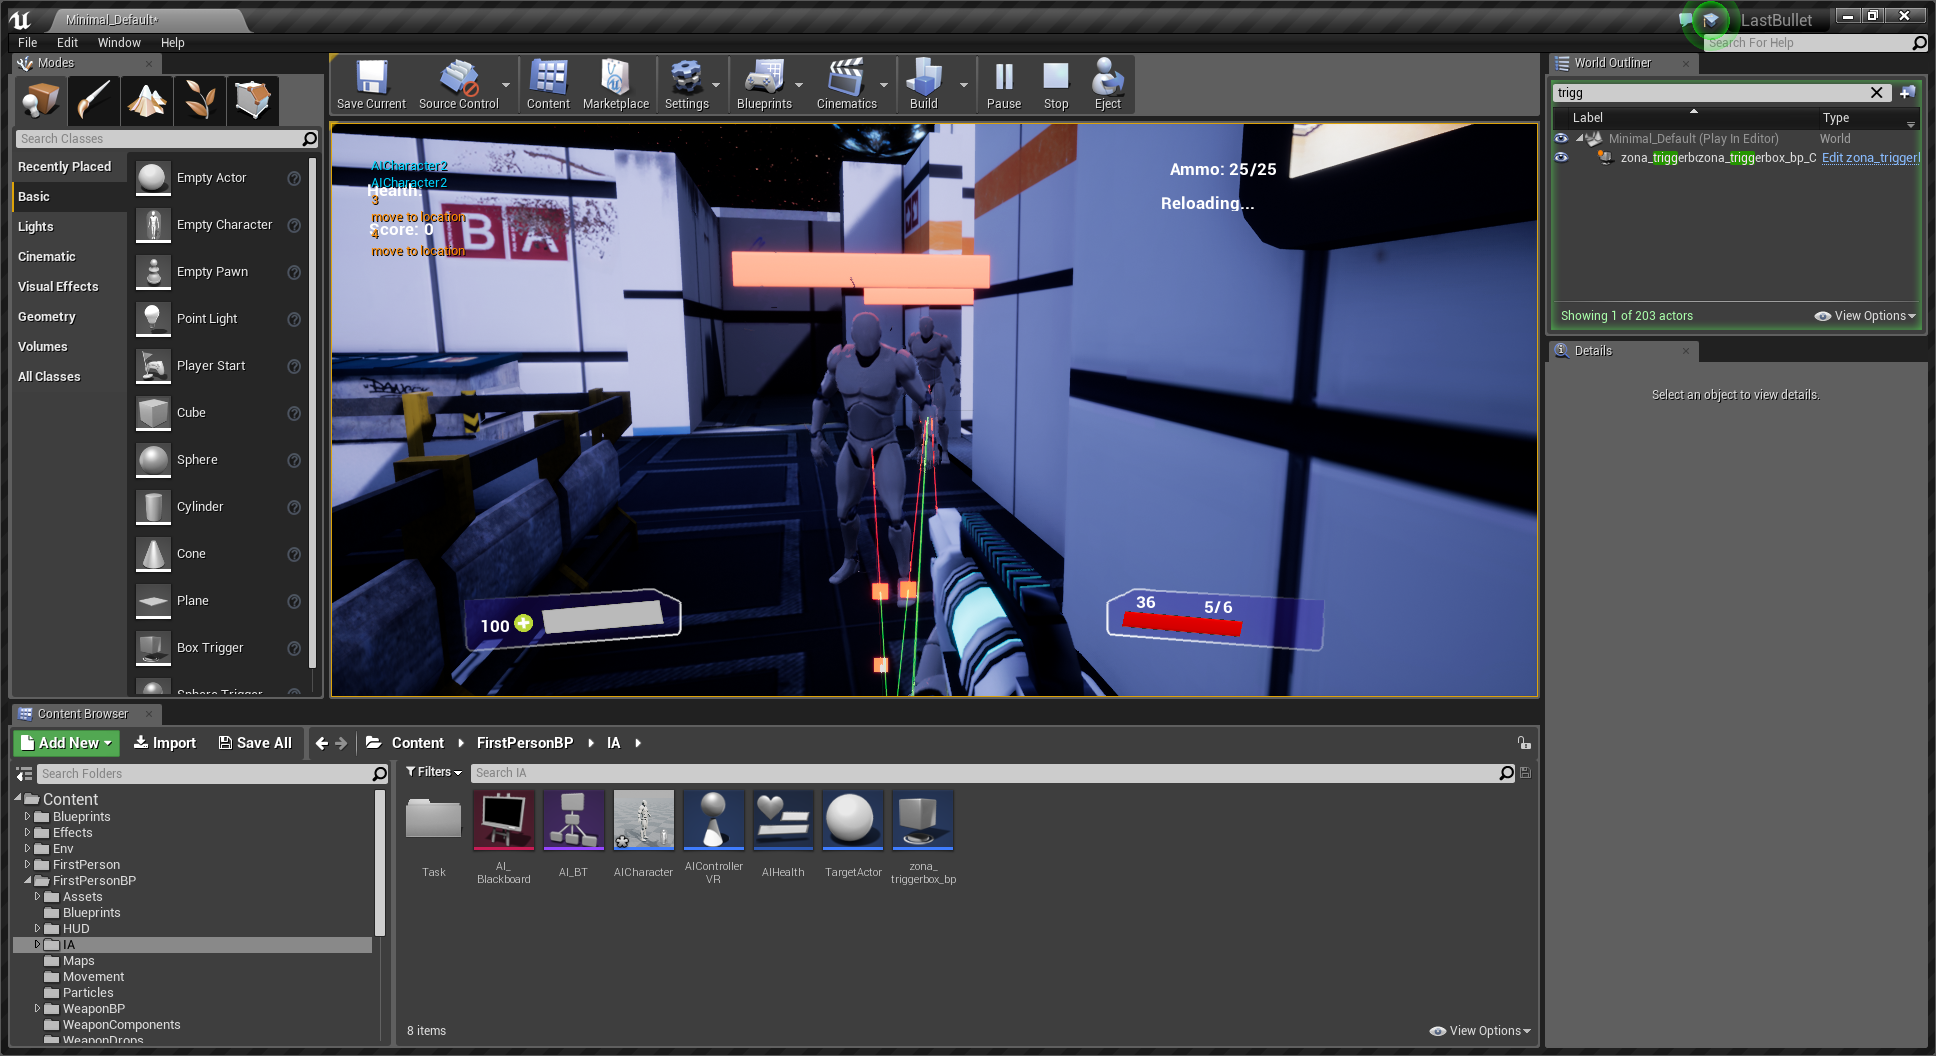 Minimal_Default*
LastBullet
File Edit Window Help
Search For Help
Modes
Search Classes
Recently Placed
Basic
Lights
Cinematic
Visual Effects
Geometry
Volumes
All Classes
Empty Actor
Empty Character
Empty Pawn
Point Light
Player Start
Cube
Sphere
Cylinder
Cone
Plane
Box Trigger
Sphere Trigger
Save Current Source Control Content Marketplace Settings Blueprints Cinematics Build Pause Stop Eject
AICharacter2
AICharacter2
Health:
3
move to location
Score: 0
4
move to location
BA
Ammo: 25/25
Reloading...
100
36 5/6
World Outliner
trigg
Label Type
Minimal_Default (Play In Editor) World
zona_triggerbczona_triggerbox_bp_C Edit zona_triggerl
Showing 1 of 203 actors View Options
Details
Select an object to view details.
Content Browser
Add New Import Save All Content FirstPersonBP IA
Search Folders
Filters Search IA
Content
Blueprints
Effects
Env
FirstPerson
FirstPersonBP
Assets
Blueprints
HUD
IA
Maps
Movement
Particles
WeaponBP
WeaponComponents
WeaponDrops
Task
AI_
Blackboard
AI_BT
AICharacter
AIController
VR
AIHealth
TargetActor
zona_
triggerbox_bp
8 items View Options